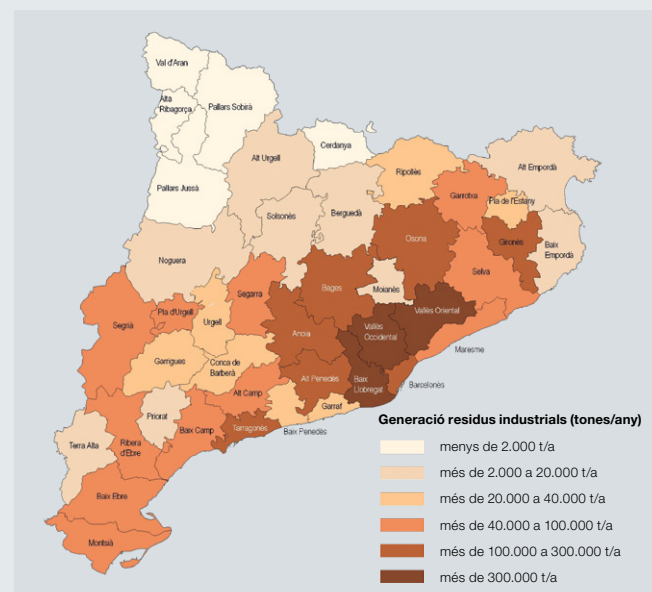 Val d'Aran
Alta
Ribagorça
Pallars Sobirà
Cerdanya
Alt Urgell
Ripollès
Alt Empordà
Garrotxa
Pla de l'Estany
Pallars Jussà
Berguedà
Solsonès
Osona
Gironès
Baix
Empordà
Noguera
Bages
Moianès
Selva
Segarra
Pla d'Urgell
Urgell
Segrià
Anoia
Vallès
Occidental
Vallès Oriental
Maresme
Garrigues
Conca de
Barberà
Alt Penedès
Baix
Llobregat
Barcelonès
Alt Camp
Garraf
Priorat
Baix Camp
Tarragonès
Baix Penedès
Terra Alta
Ribera
d'Ebre
Baix Ebre
Montsià
Generació residus industrials (tones/any)
menys de 2.000 t/a
més de 2.000 a 20.000 t/a
més de 20.000 a 40.000 t/a
més de 40.000 a 100.000 t/a
més de 100.000 a 300.000 t/a
més de 300.000 t/a